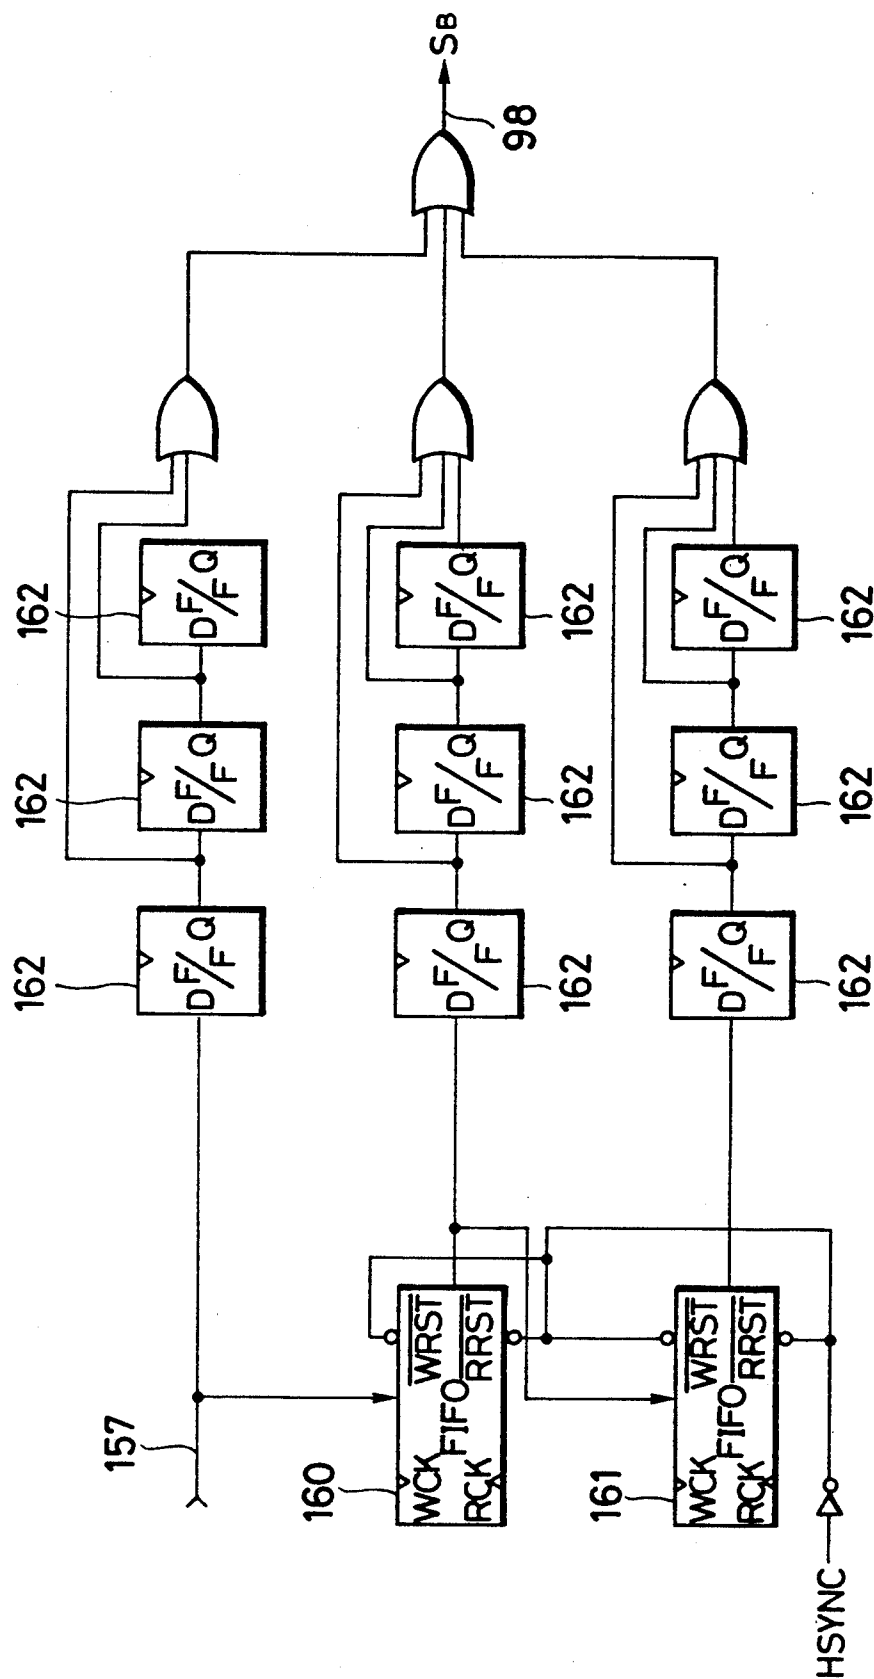 157
162
162
162
D F/F Q
D F/F Q
D F/F Q
160
WCK
FIFO
RCK
WRST
RRST
D F/F Q
D F/F Q
D F/F Q
162
162
162
98
SB
161
WCK
FIFO
RCK
WRST
RRST
D F/F Q
D F/F Q
D F/F Q
162
162
162
HSYNC